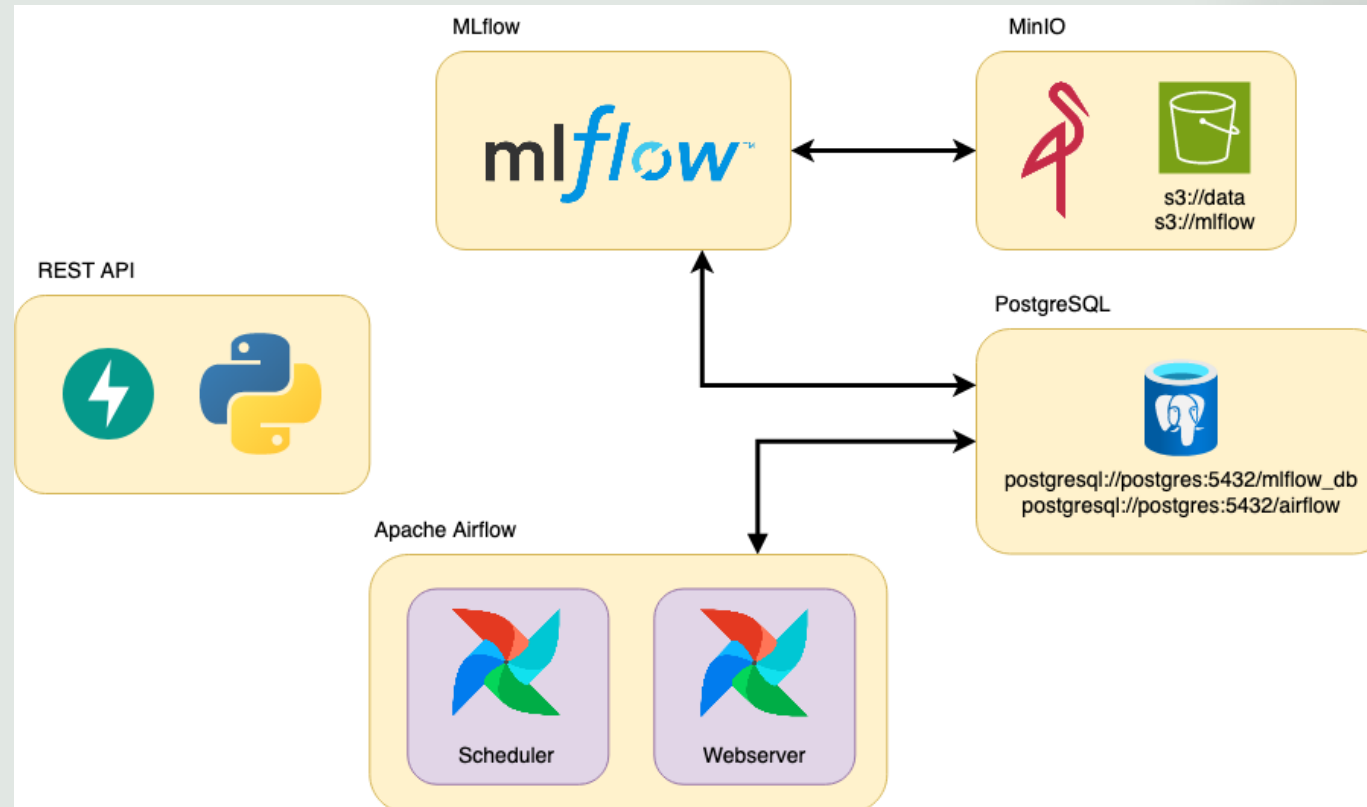 MLflow
MinIO
mlflow™
s3://data
s3://mlflow
REST API
PostgreSQL
postgresql://postgres:5432/mlflow_db
postgresql://postgres:5432/airflow
Apache Airflow
Scheduler
Webserver